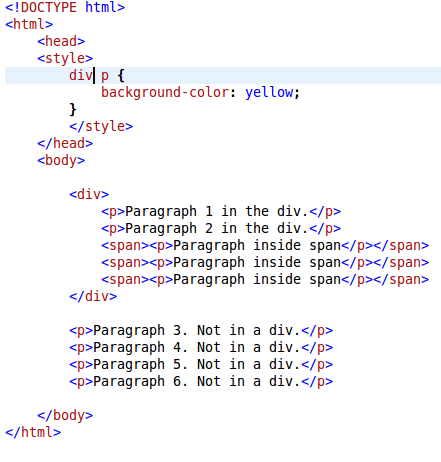 <!DOCTYPE html>
<html>
    <head>
    <style>
        div p {
            background-color: yellow;
        }
        </style>
    </head>
    <body>

        <div>
            <p>Paragraph 1 in the div.</p>
            <p>Paragraph 2 in the div.</p>
            <span><p>Paragraph inside span</p></span>
            <span><p>Paragraph inside span</p></span>
            <span><p>Paragraph inside span</p></span>
        </div>

        <p>Paragraph 3. Not in a div.</p>
        <p>Paragraph 4. Not in a div.</p>
        <p>Paragraph 5. Not in a div.</p>
        <p>Paragraph 6. Not in a div.</p>

    </body>
</html>